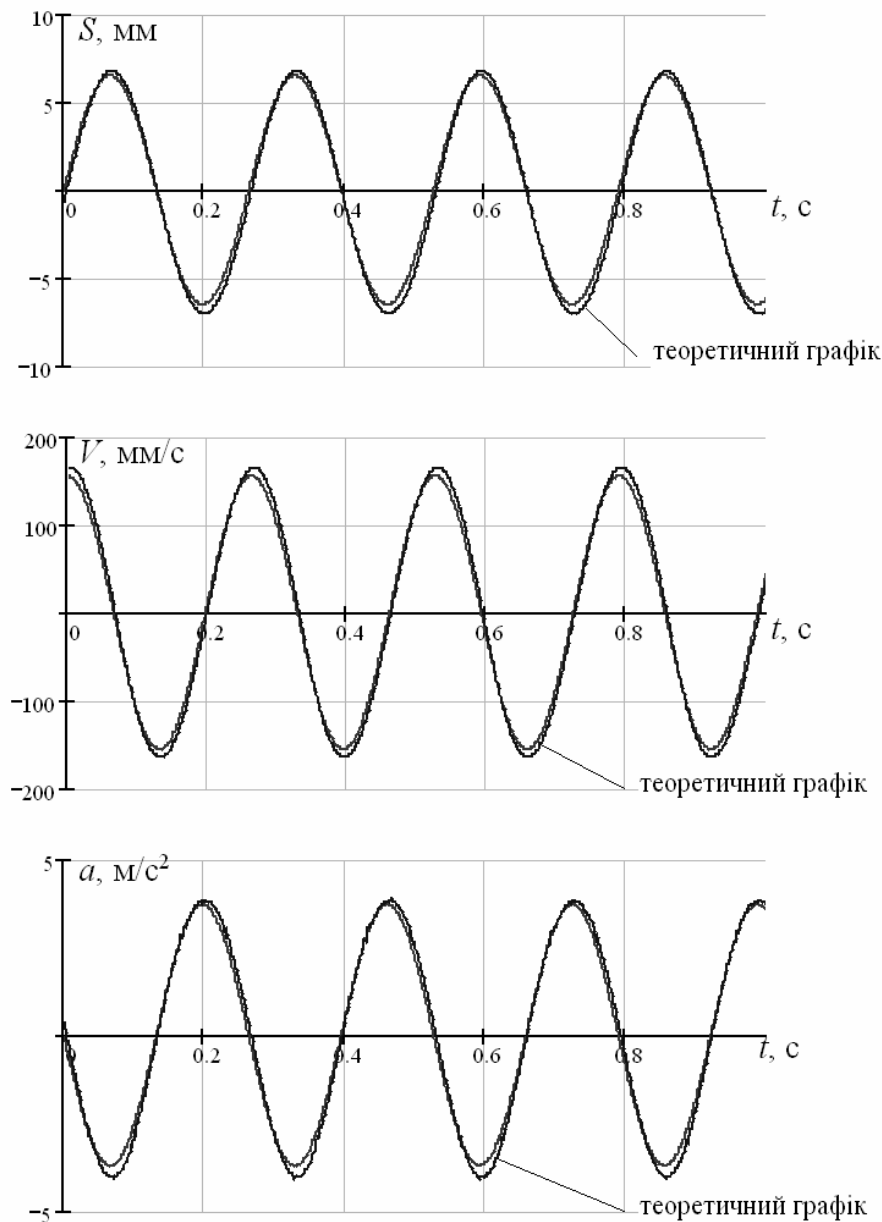 10
S, мм
5
0
0.2
0.4
0.6
0.8
t, с
−5
−10
теоретичний графік
200
V, мм/с
100
0
0.2
0.4
0.6
0.8
t, с
−100
−200
теоретичний графік
5
a, м/с²
0
0.2
0.4
0.6
0.8
t, с
−5
теоретичний графік